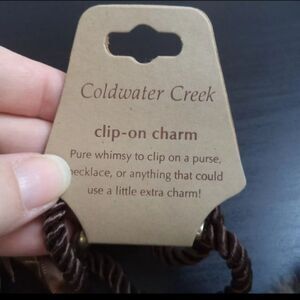 Coldwater Creek
clip-on charm
Pure whimsy to clip on a purse,
necklace, or anything that could
use a little extra charm!